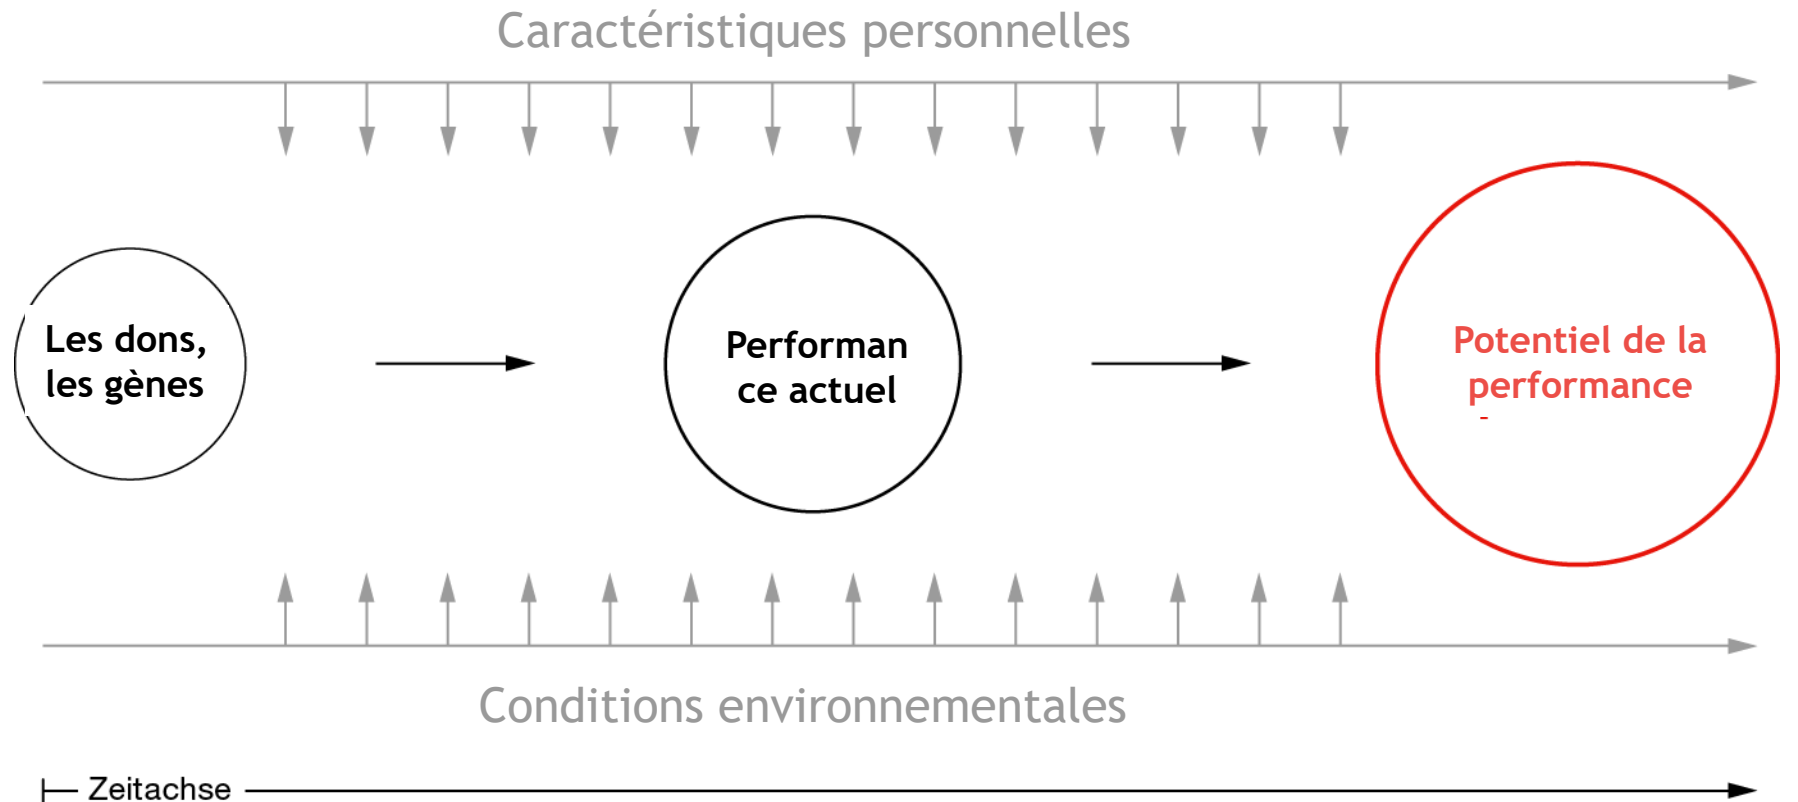 Caractéristiques personnelles
Les dons,
les gènes
Performan
ce actuel
Potentiel de la
performance
Conditions environnementales
Zeitachse